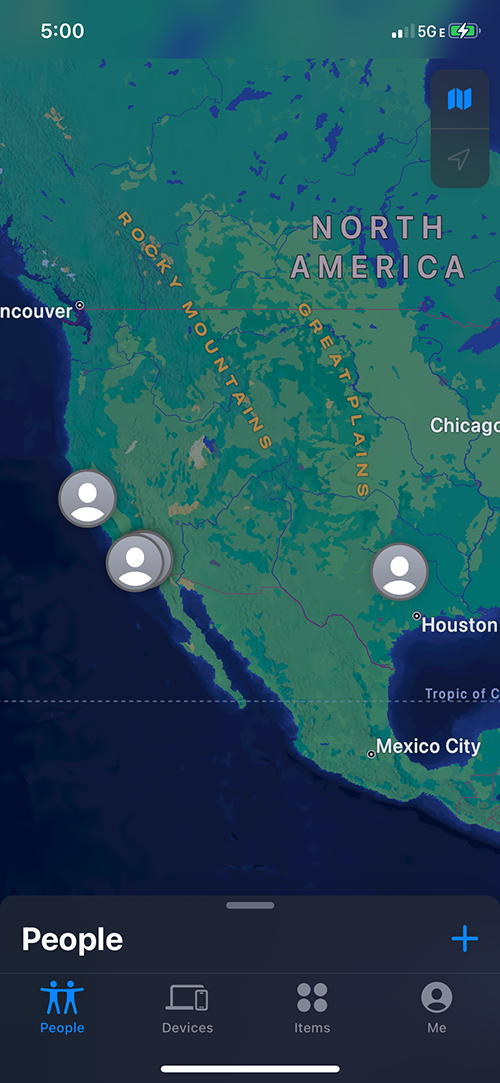 5:00
5GE
NORTH
AMERICA
ROCKY MOUNTAINS
GREAT PLAINS
ncouver
Chicago
Houston
Tropic of C
Mexico City
People
People
Devices
Items
Me